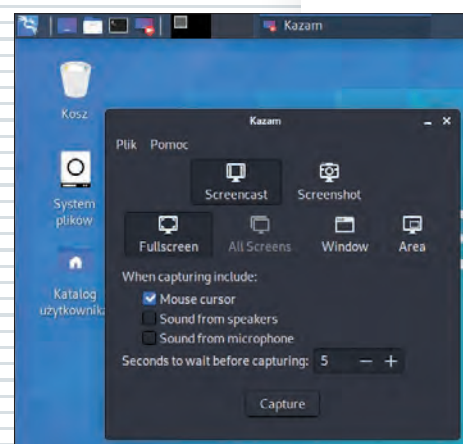 Kazam
Kosz
System
plików
Katalog
użytkownik
Kazam
Plik Pomoc
Screencast Screenshot
Fullscreen All Screens Window Area
When capturing include:
Mouse cursor
Sound from speakers
Sound from microphone
Seconds to wait before capturing: 5 − +
Capture